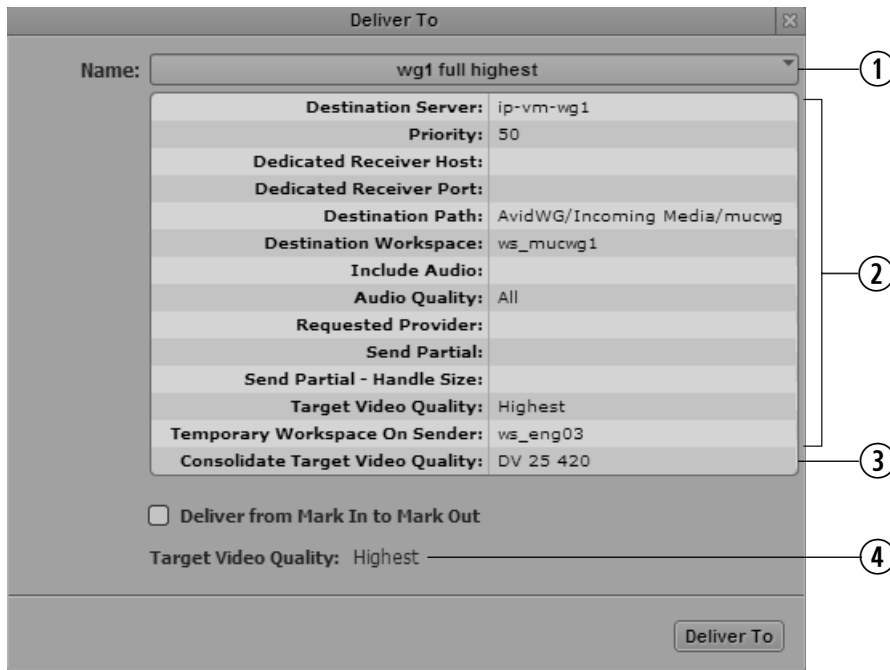 Deliver To
Name: wg1 full highest 1
Destination Server: ip-vm-wg1
Priority: 50
Dedicated Receiver Host:
Dedicated Receiver Port:
Destination Path: AvidWG/Incoming Media/mucwg
Destination Workspace: ws_mucwg1
Include Audio: 2
Audio Quality: All
Requested Provider:
Send Partial:
Send Partial - Handle Size:
Target Video Quality: Highest
Temporary Workspace On Sender: ws_eng03
Consolidate Target Video Quality: DV 25 420 3
Deliver from Mark In to Mark Out
Target Video Quality: Highest 4
Deliver To